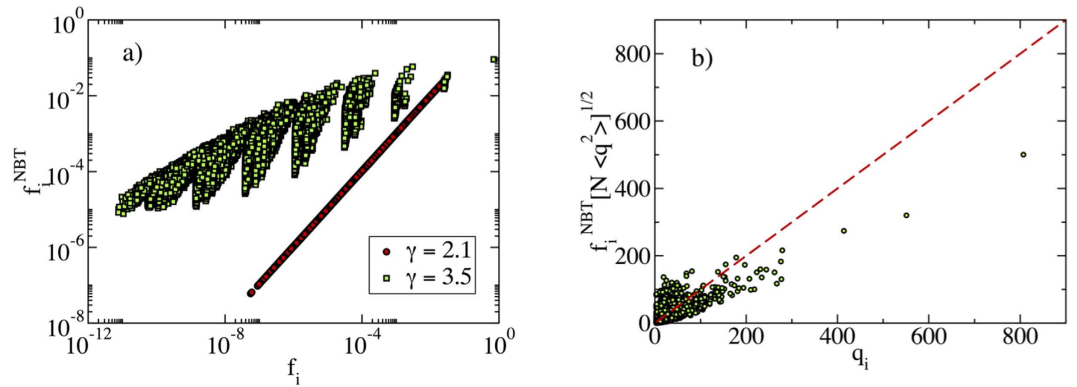 a)
10^0
10^-2
10^-4
10^-6
10^-8
f_i^NBT
γ = 2.1
γ = 3.5
10^-12
10^-8
10^-4
10^0
f_i
b)
800
600
400
200
0
f_i^NBT[N <q^2>]^1/2
0
200
400
600
800
q_i